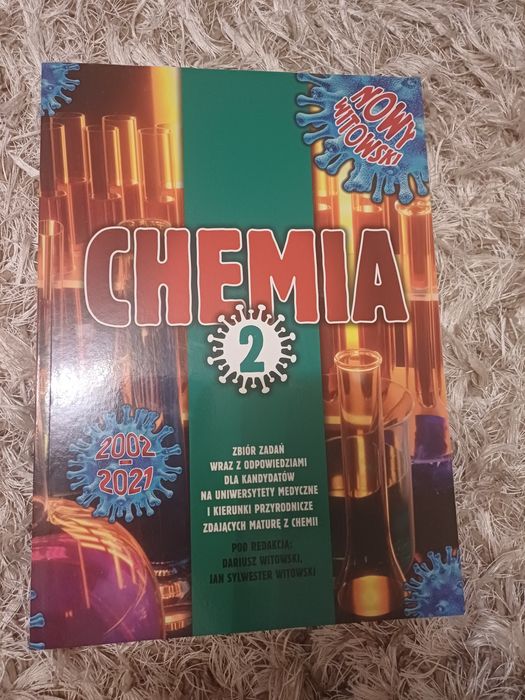 NOWY
WITOWSKI
CHEMIA
2
2002
2021
ZBIÓR ZADAŃ
WRAZ Z ODPOWIEDZIAMI
DLA KANDYDATÓW
NA UNIWERSYTETY MEDYCZNE
I KIERUNKI PRZYRODNICZE
ZDAJĄCYCH MATURĘ Z CHEMII
POD REDAKCJĄ:
DARIUSZ WITOWSKI,
JAN SYLWESTER WITOWSKI